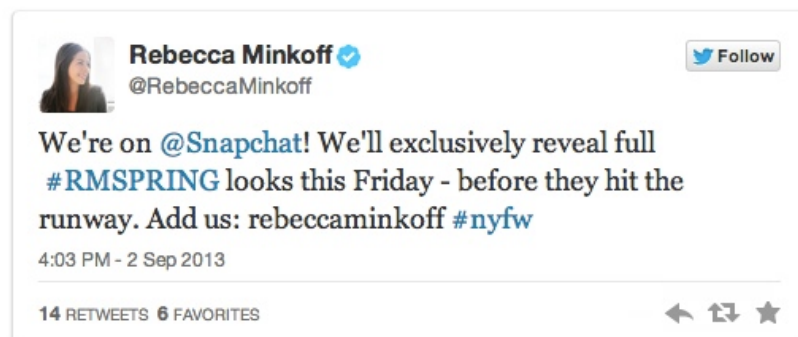 Rebecca Minkoff
Follow
@RebeccaMinkoff
We're on @Snapchat! We'll exclusively reveal full
#RMSPRING looks this Friday - before they hit the
runway. Add us: rebeccaminkoff #nyfw
4:03 PM - 2 Sep 2013
14 RETWEETS 6 FAVORITES